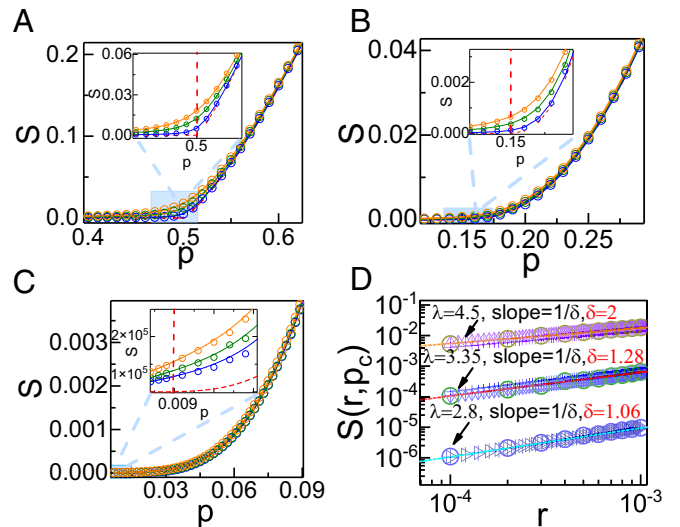 A
0.2
0.1
0.0
S
0.06
0.03
0.00
S
0.5
p
0.4
0.5
0.6
p
B
0.04
0.02
0.00
S
0.002
0.000
S
0.15
p
0.15
0.20
0.25
p
C
0.003
0.002
0.001
0.000
S
2×10⁵
1×10⁵
S
0.009
p
0.03
0.06
0.09
p
D
10⁻¹
10⁻²
10⁻³
10⁻⁴
10⁻⁵
10⁻⁶
S(r,p_c)
λ=4.5, slope=1/δ,δ=2
λ=3.35, slope=1/δ,δ=1.28
λ=2.8, slope=1/δ,δ=1.06
10⁻⁴
10⁻³
r